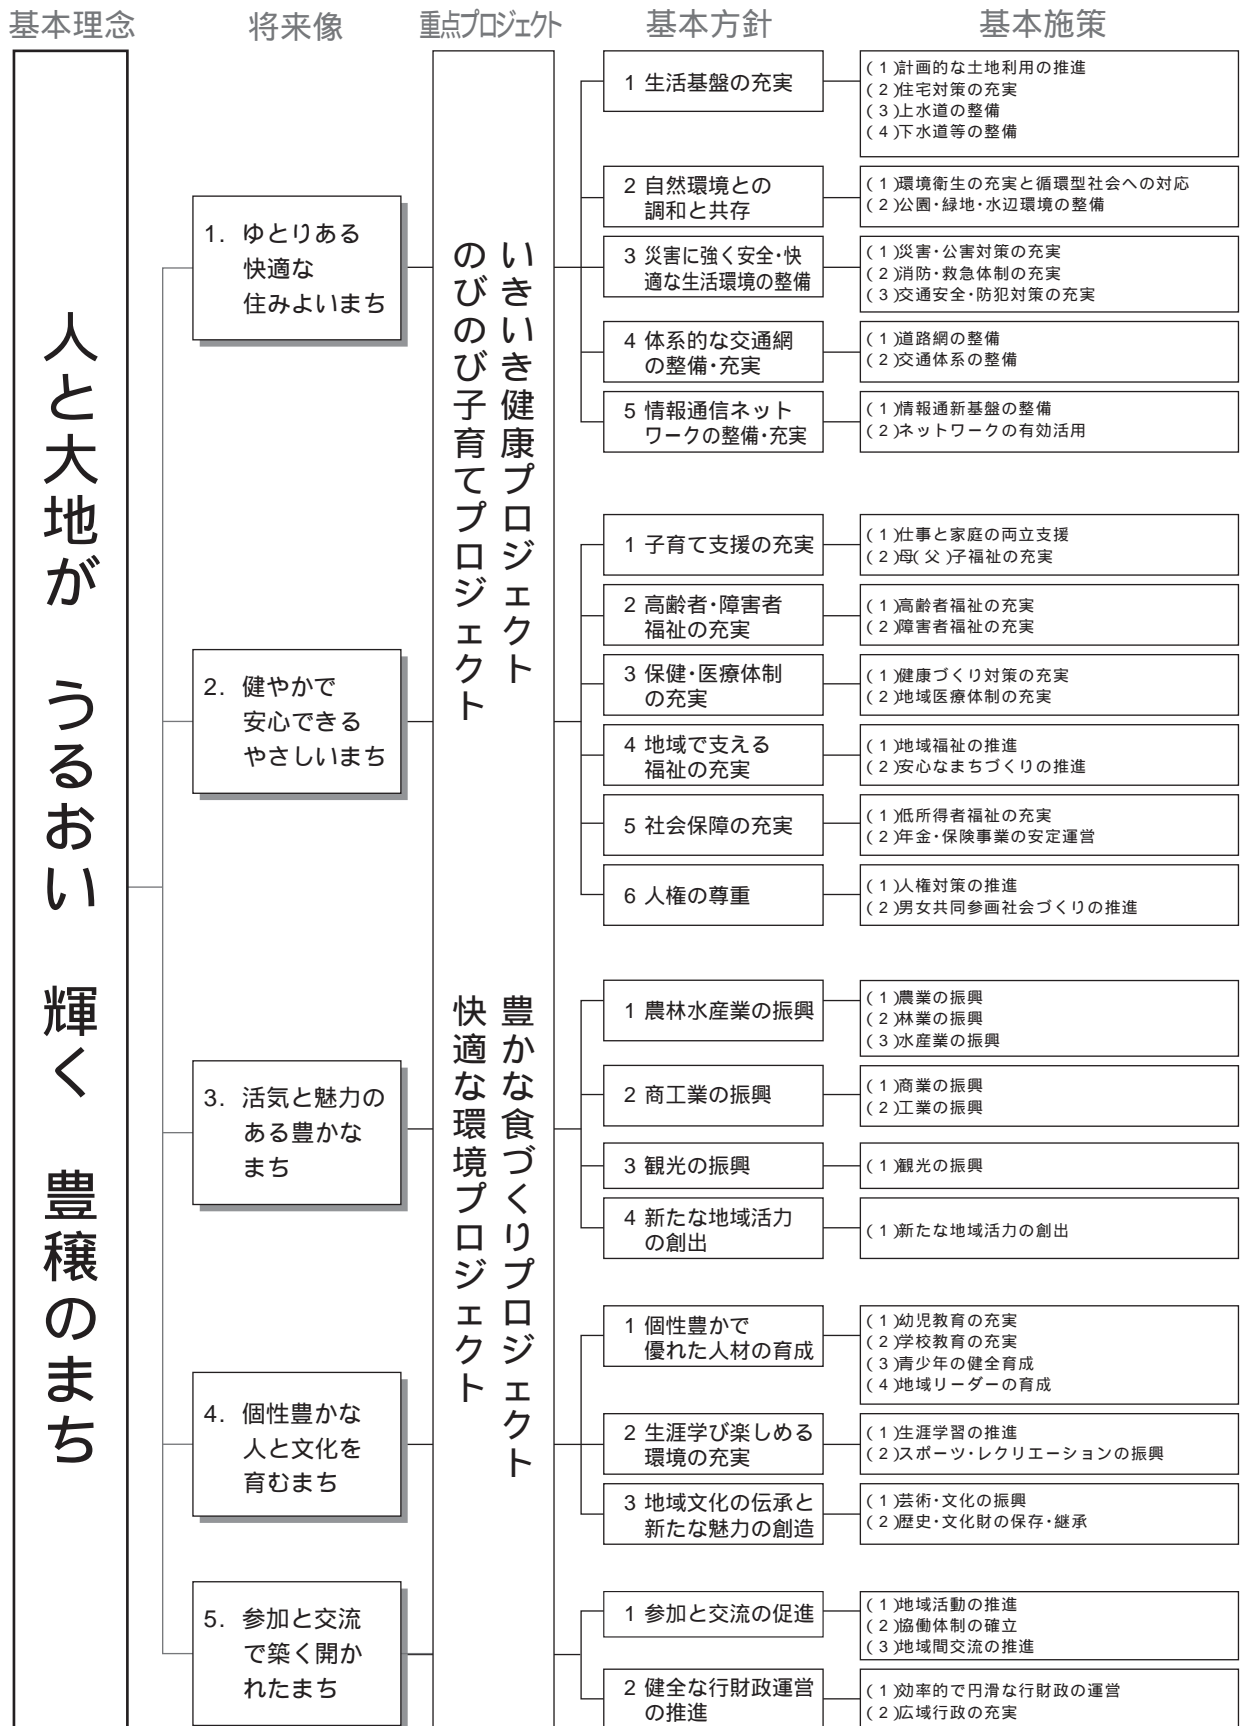 基本理念
将来像
重点プロジェクト
基本方針
基本施策
人と大地が うるおい 輝く 豊穣のまち
1. ゆとりある
快適な
住みよいまち
2. 健やかで
安心できる
やさしいまち
3. 活気と魅力の
ある豊かな
まち
4. 個性豊かな
人と文化を
育むまち
5. 参加と交流
で築く開か
れたまち
いきいき健康プロジェクト
のびのび子育てプロジェクト
豊かな食づくりプロジェクト
快適な環境プロジェクト
1 生活基盤の充実
(1)計画的な土地利用の推進
(2)住宅対策の充実
(3)上水道の整備
(4)下水道等の整備
2 自然環境との
調和と共存
(1)環境衛生の充実と循環型社会への対応
(2)公園・緑地・水辺環境の整備
3 災害に強く安全・快
適な生活環境の整備
(1)災害・公害対策の充実
(2)消防・救急体制の充実
(3)交通安全・防犯対策の充実
4 体系的な交通網
の整備・充実
(1)道路網の整備
(2)交通体系の整備
5 情報通信ネット
ワークの整備・充実
(1)情報通新基盤の整備
(2)ネットワークの有効活用
1 子育て支援の充実
(1)仕事と家庭の両立支援
(2)母(父)子福祉の充実
2 高齢者・障害者
福祉の充実
(1)高齢者福祉の充実
(2)障害者福祉の充実
3 保健・医療体制
の充実
(1)健康づくり対策の充実
(2)地域医療体制の充実
4 地域で支える
福祉の充実
(1)地域福祉の推進
(2)安心なまちづくりの推進
5 社会保障の充実
(1)低所得者福祉の充実
(2)年金・保険事業の安定運営
6 人権の尊重
(1)人権対策の推進
(2)男女共同参画社会づくりの推進
1 農林水産業の振興
(1)農業の振興
(2)林業の振興
(3)水産業の振興
2 商工業の振興
(1)商業の振興
(2)工業の振興
3 観光の振興
(1)観光の振興
4 新たな地域活力
の創出
(1)新たな地域活力の創出
1 個性豊かで
優れた人材の育成
(1)幼児教育の充実
(2)学校教育の充実
(3)青少年の健全育成
(4)地域リーダーの育成
2 生涯学び楽しめる
環境の充実
(1)生涯学習の推進
(2)スポーツ・レクリエーションの振興
3 地域文化の伝承と
新たな魅力の創造
(1)芸術・文化の振興
(2)歴史・文化財の保存・継承
1 参加と交流の促進
(1)地域活動の推進
(2)協働体制の確立
(3)地域間交流の推進
2 健全な行財政運営
の推進
(1)効率的で円滑な行財政の運営
(2)広域行政の充実